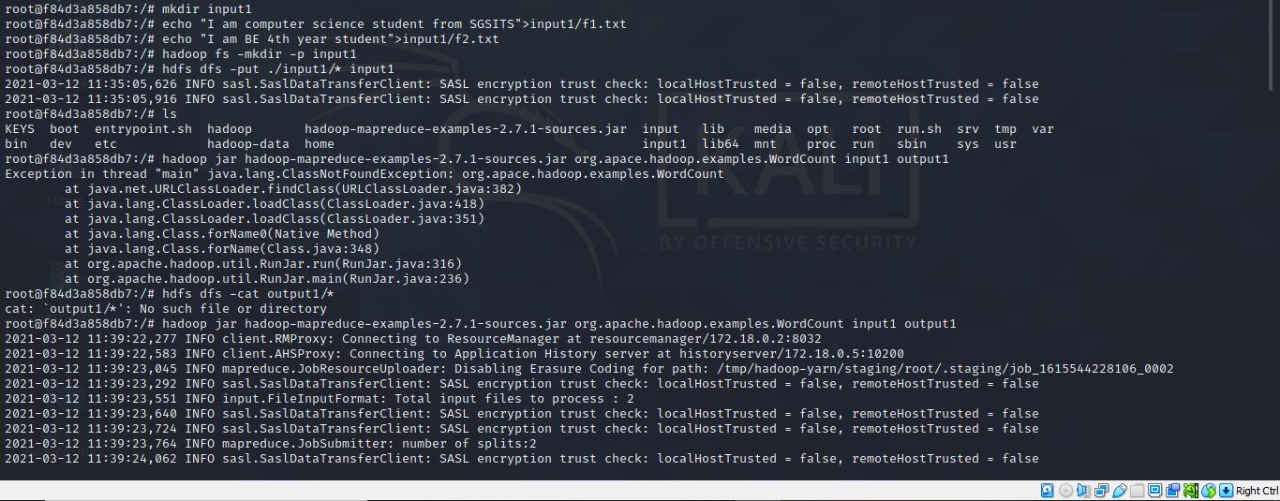 root@f84d3a858db7:/# mkdir input1
root@f84d3a858db7:/# echo "I am computer science student from SGSITS">input1/f1.txt
root@f84d3a858db7:/# echo "I am BE 4th year student">input1/f2.txt
root@f84d3a858db7:/# hadoop fs -mkdir -p input1
root@f84d3a858db7:/# hdfs dfs -put ./input1/* input1
2021-03-12 11:35:05,626 INFO sasl.SaslDataTransferClient: SASL encryption trust check: localHostTrusted = false, remoteHostTrusted = false
2021-03-12 11:35:05,916 INFO sasl.SaslDataTransferClient: SASL encryption trust check: localHostTrusted = false, remoteHostTrusted = false
root@f84d3a858db7:/# ls
KEYS boot entrypoint.sh hadoop hadoop-mapreduce-examples-2.7.1-sources.jar input lib media opt root run.sh srv tmp var
bin dev etc hadoop-data home input1 lib64 mnt proc run sbin sys usr
root@f84d3a858db7:/# hadoop jar hadoop-mapreduce-examples-2.7.1-sources.jar org.apace.hadoop.examples.WordCount input1 output1
Exception in thread "main" java.lang.ClassNotFoundException: org.apace.hadoop.examples.WordCount
at java.net.URLClassLoader.findClass(URLClassLoader.java:382)
at java.lang.ClassLoader.loadClass(ClassLoader.java:418)
at java.lang.ClassLoader.loadClass(ClassLoader.java:351)
at java.lang.Class.forName0(Native Method)
at java.lang.Class.forName(Class.java:348)
at org.apache.hadoop.util.RunJar.run(RunJar.java:316)
at org.apache.hadoop.util.RunJar.main(RunJar.java:236)
KALI
BY OFFENSIVE SECURITY
root@f84d3a858db7:/# hdfs dfs -cat output1/*
cat: `output1/*': No such file or directory
root@f84d3a858db7:/# hadoop jar hadoop-mapreduce-examples-2.7.1-sources.jar org.apache.hadoop.examples.WordCount input1 output1
2021-03-12 11:39:22,277 INFO client.RMProxy: Connecting to ResourceManager at resourcemanager/172.18.0.2:8032
2021-03-12 11:39:22,583 INFO client.AHSProxy: Connecting to Application History server at historyserver/172.18.0.5:10200
2021-03-12 11:39:23,045 INFO mapreduce.JobResourceUploader: Disabling Erasure Coding for path: /tmp/hadoop-yarn/staging/root/.staging/job_1615544228106_0002
2021-03-12 11:39:23,292 INFO sasl.SaslDataTransferClient: SASL encryption trust check: localHostTrusted = false, remoteHostTrusted = false
2021-03-12 11:39:23,551 INFO input.FileInputFormat: Total input files to process : 2
2021-03-12 11:39:23,640 INFO sasl.SaslDataTransferClient: SASL encryption trust check: localHostTrusted = false, remoteHostTrusted = false
2021-03-12 11:39:23,724 INFO sasl.SaslDataTransferClient: SASL encryption trust check: localHostTrusted = false, remoteHostTrusted = false
2021-03-12 11:39:23,764 INFO mapreduce.JobSubmitter: number of splits:2
2021-03-12 11:39:24,062 INFO sasl.SaslDataTransferClient: SASL encryption trust check: localHostTrusted = false, remoteHostTrusted = false
Right Ctrl